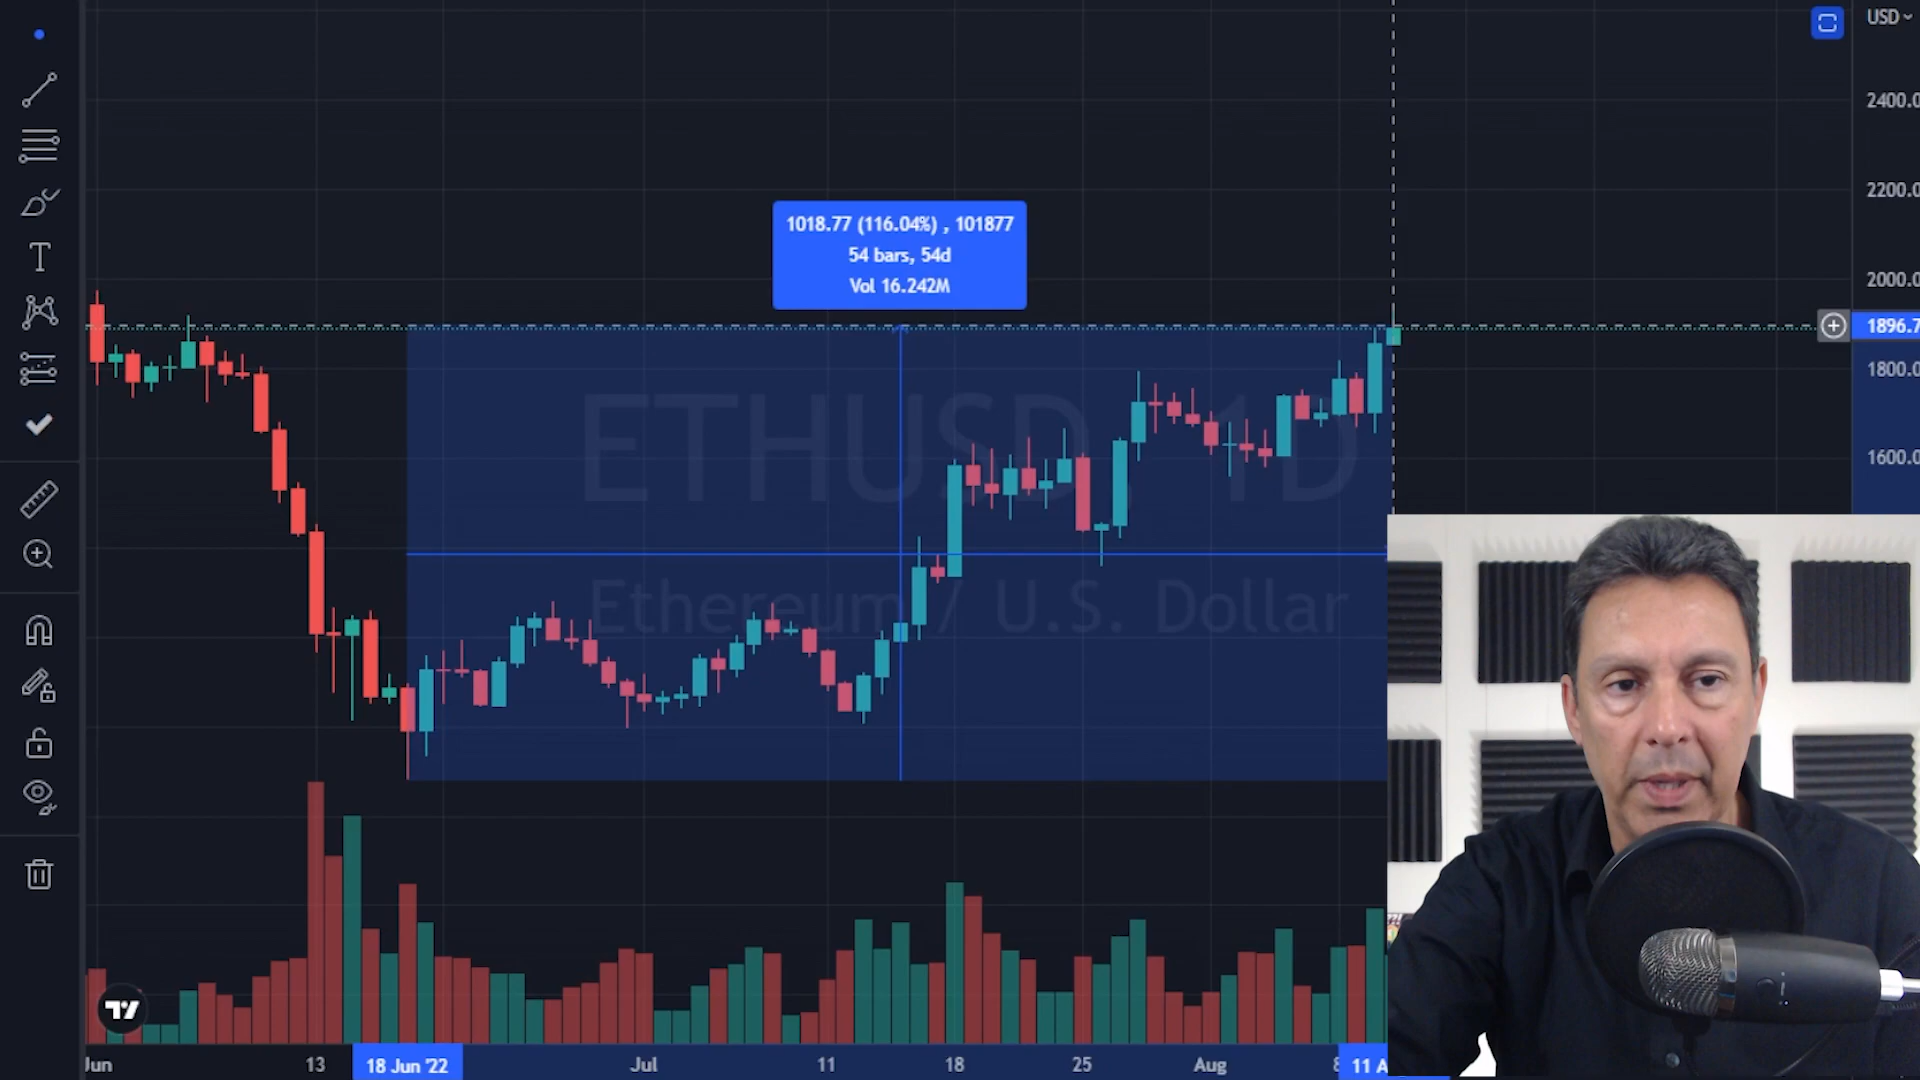 USD
2400.0
2200.0
1018.77 (116.04%) , 101877
54 bars, 54d
Vol 16.242M
2000.0
1896.7
1800.0
ETHUSD, 1D
1600.0
Ethereum / U.S. Dollar
T
Jun 13 18 Jun '22 Jul 11 18 25 Aug 8 11 A